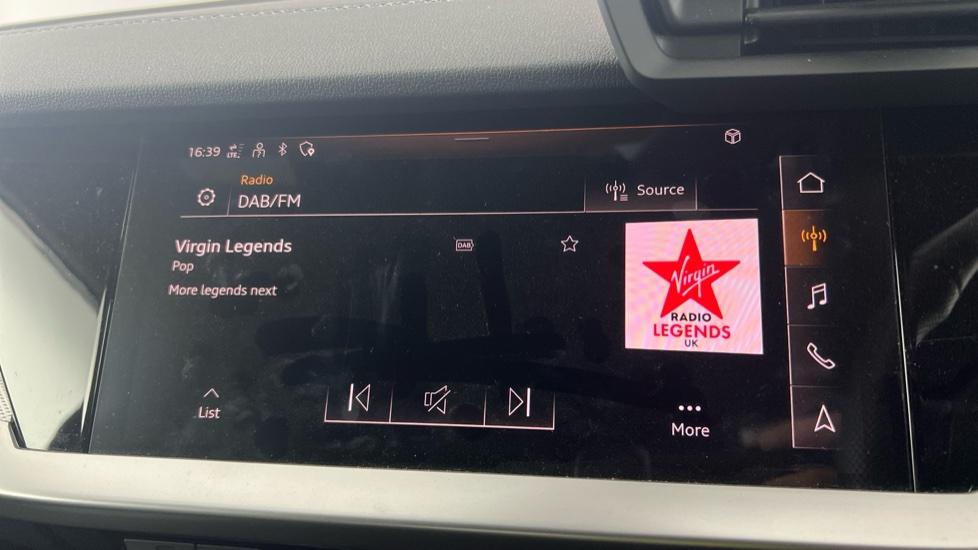 16:39 LTE
Radio
DAB/FM
Source
Virgin Legends
DAB
Pop
More legends next
Virgin
RADIO
LEGENDS
UK
List
More